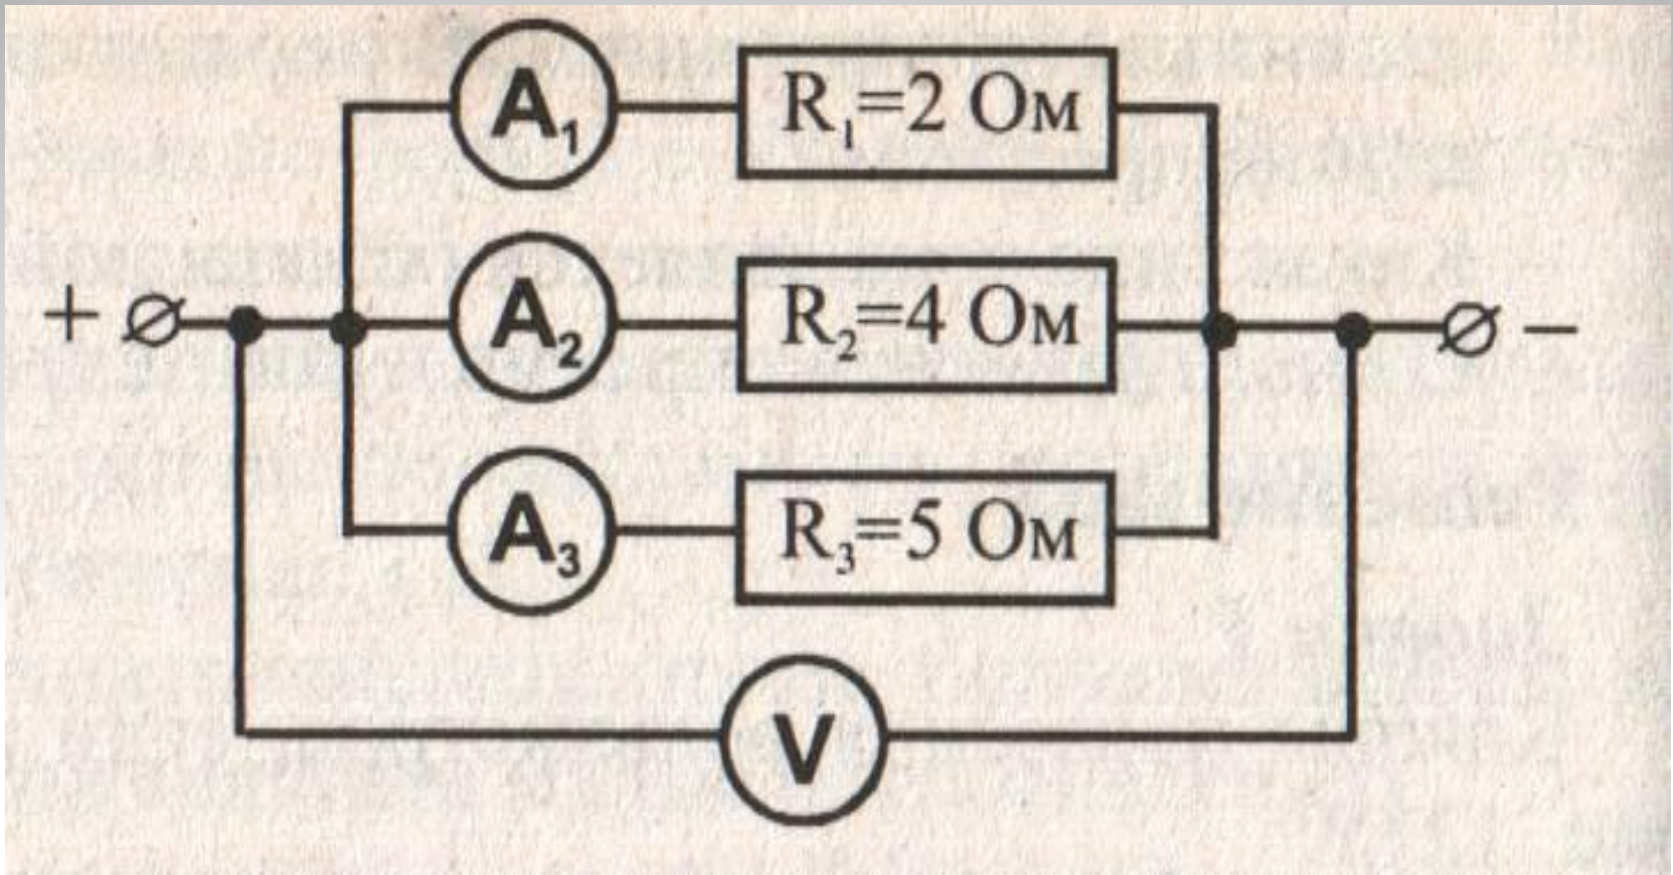 A₁ R₁=2 Ом
+ A₂ R₂=4 Ом −
A₃ R₃=5 Ом
V